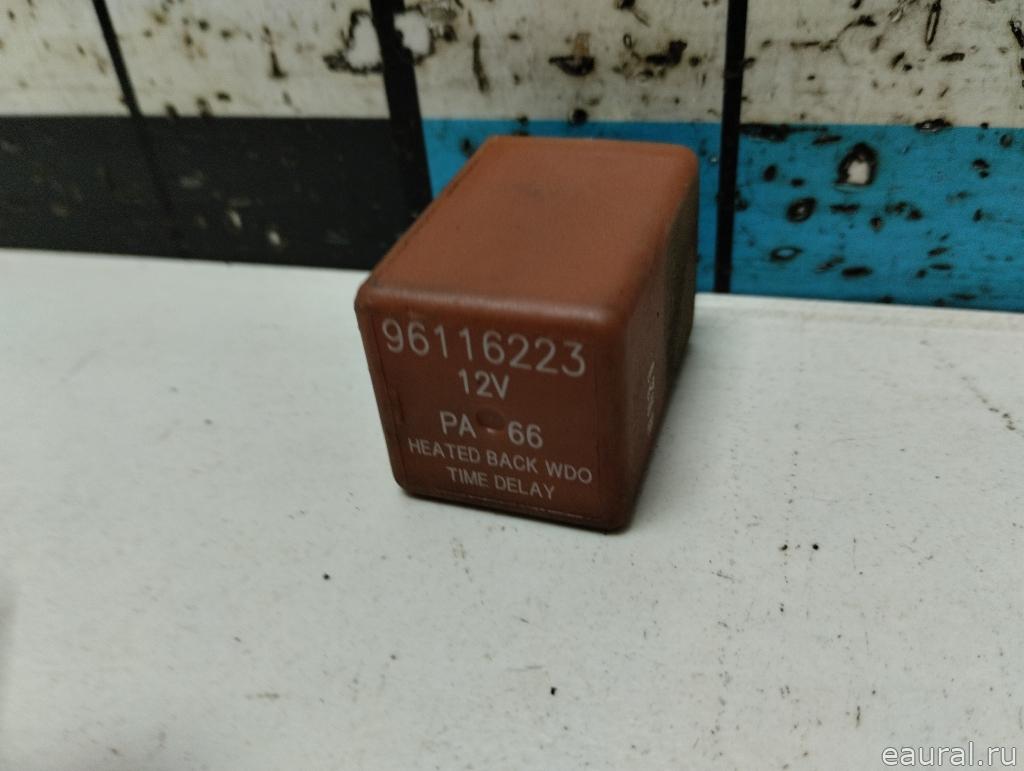 96116223
12V
PA 66
HEATED BACK WDO
TIME DELAY
eaural.ru